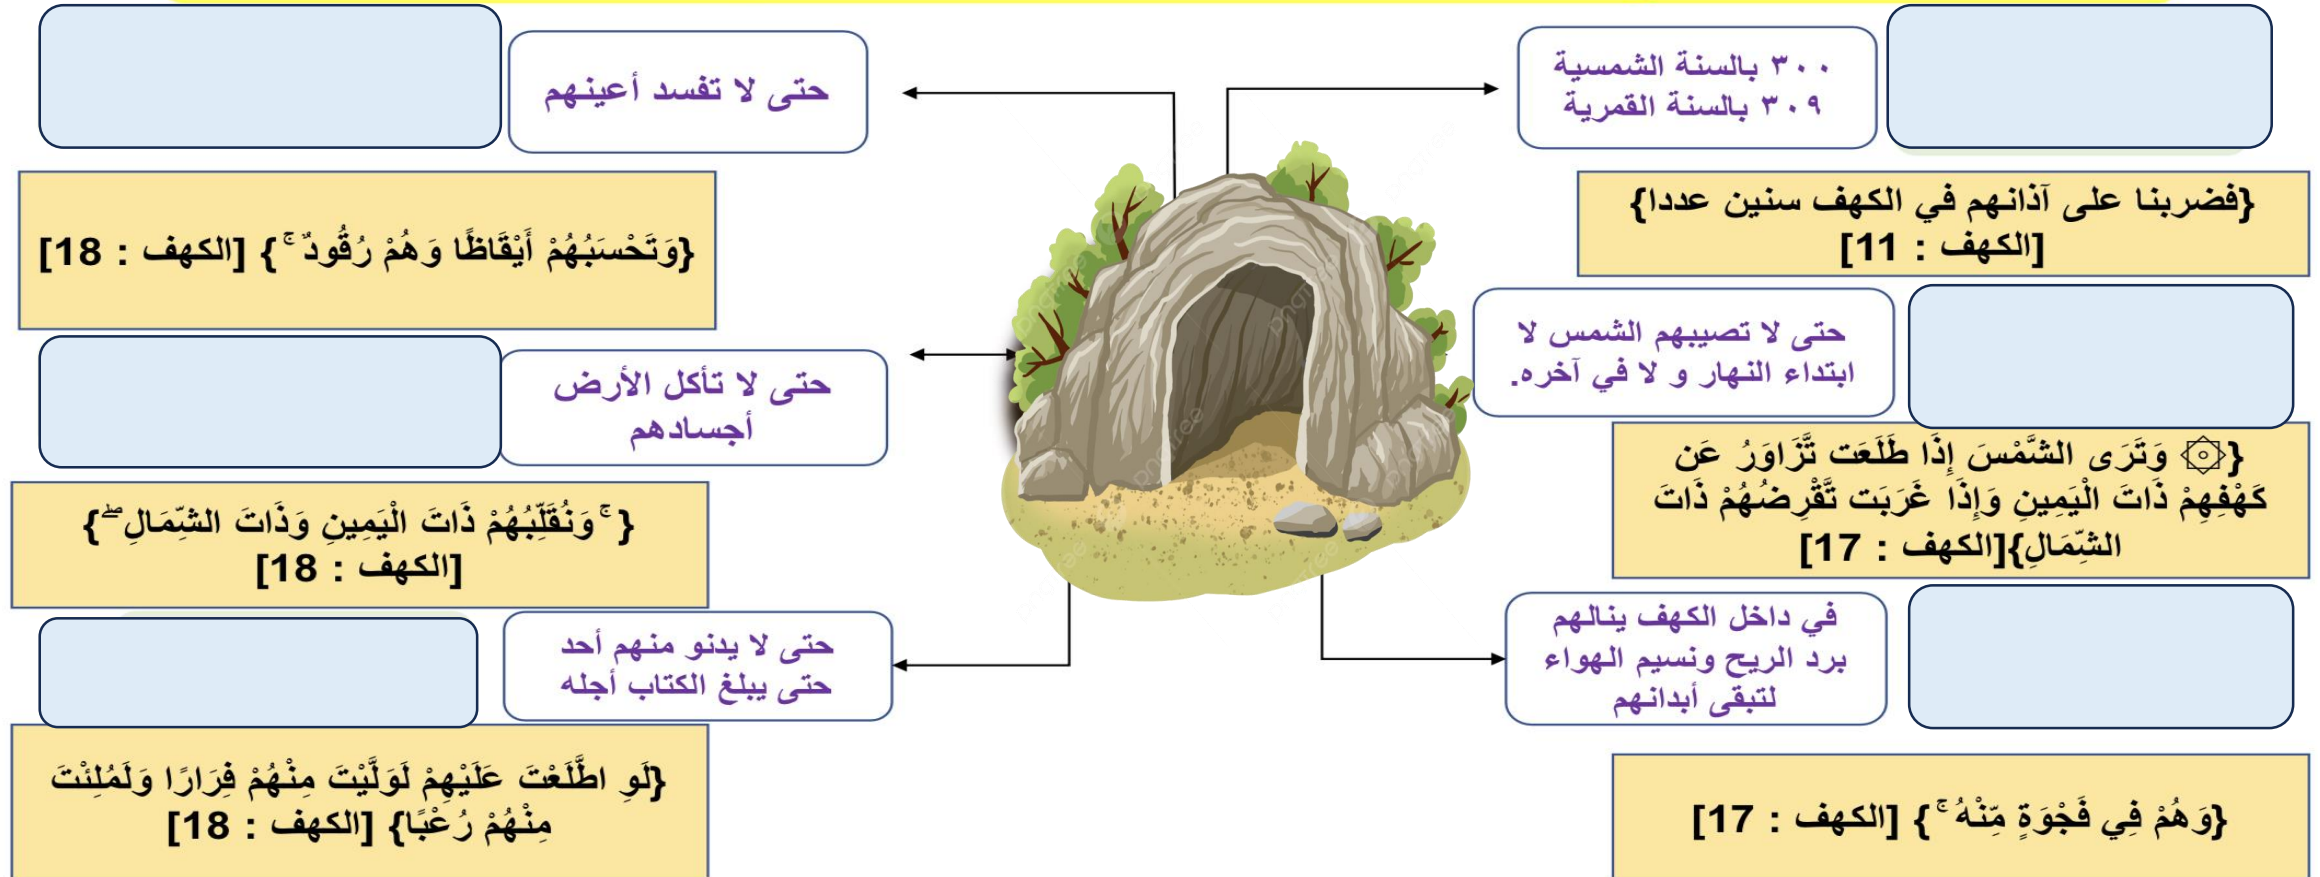 ٣٠٠ بالسنة الشمسية
٣٠٩ بالسنة القمرية
{فضربنا على آذانهم في الكهف سنين عددا}
[الكهف : 11]
حتى لا تصيبهم الشمس لا
ابتداء النهار و لا في آخره.
{۞ وَتَرَى الشَّمْسَ إِذَا طَلَعَت تَّزَاوَرُ عَن
كَهْفِهِمْ ذَاتَ الْيَمِينِ وَإِذَا غَرَبَت تَّقْرِضُهُمْ ذَاتَ
الشِّمَالِ}[الكهف : 17]
في داخل الكهف ينالهم
برد الريح ونسيم الهواء
لتبقى أبدانهم
{وَهُمْ فِي فَجْوَةٍ مِّنْهُ ۚ} [الكهف : 17]
حتى لا تفسد أعينهم
{وَتَحْسَبُهُمْ أَيْقَاظًا وَهُمْ رُقُودٌ ۚ} [الكهف : 18]
حتى لا تأكل الأرض
أجسادهم
{ ۚ وَنُقَلِّبُهُمْ ذَاتَ الْيَمِينِ وَذَاتَ الشِّمَالِ ۖ}
[الكهف : 18]
حتى لا يدنو منهم أحد
حتى يبلغ الكتاب أجله
{لَوِ اطَّلَعْتَ عَلَيْهِمْ لَوَلَّيْتَ مِنْهُمْ فِرَارًا وَلَمُلِئْتَ
مِنْهُمْ رُعْبًا} [الكهف : 18]